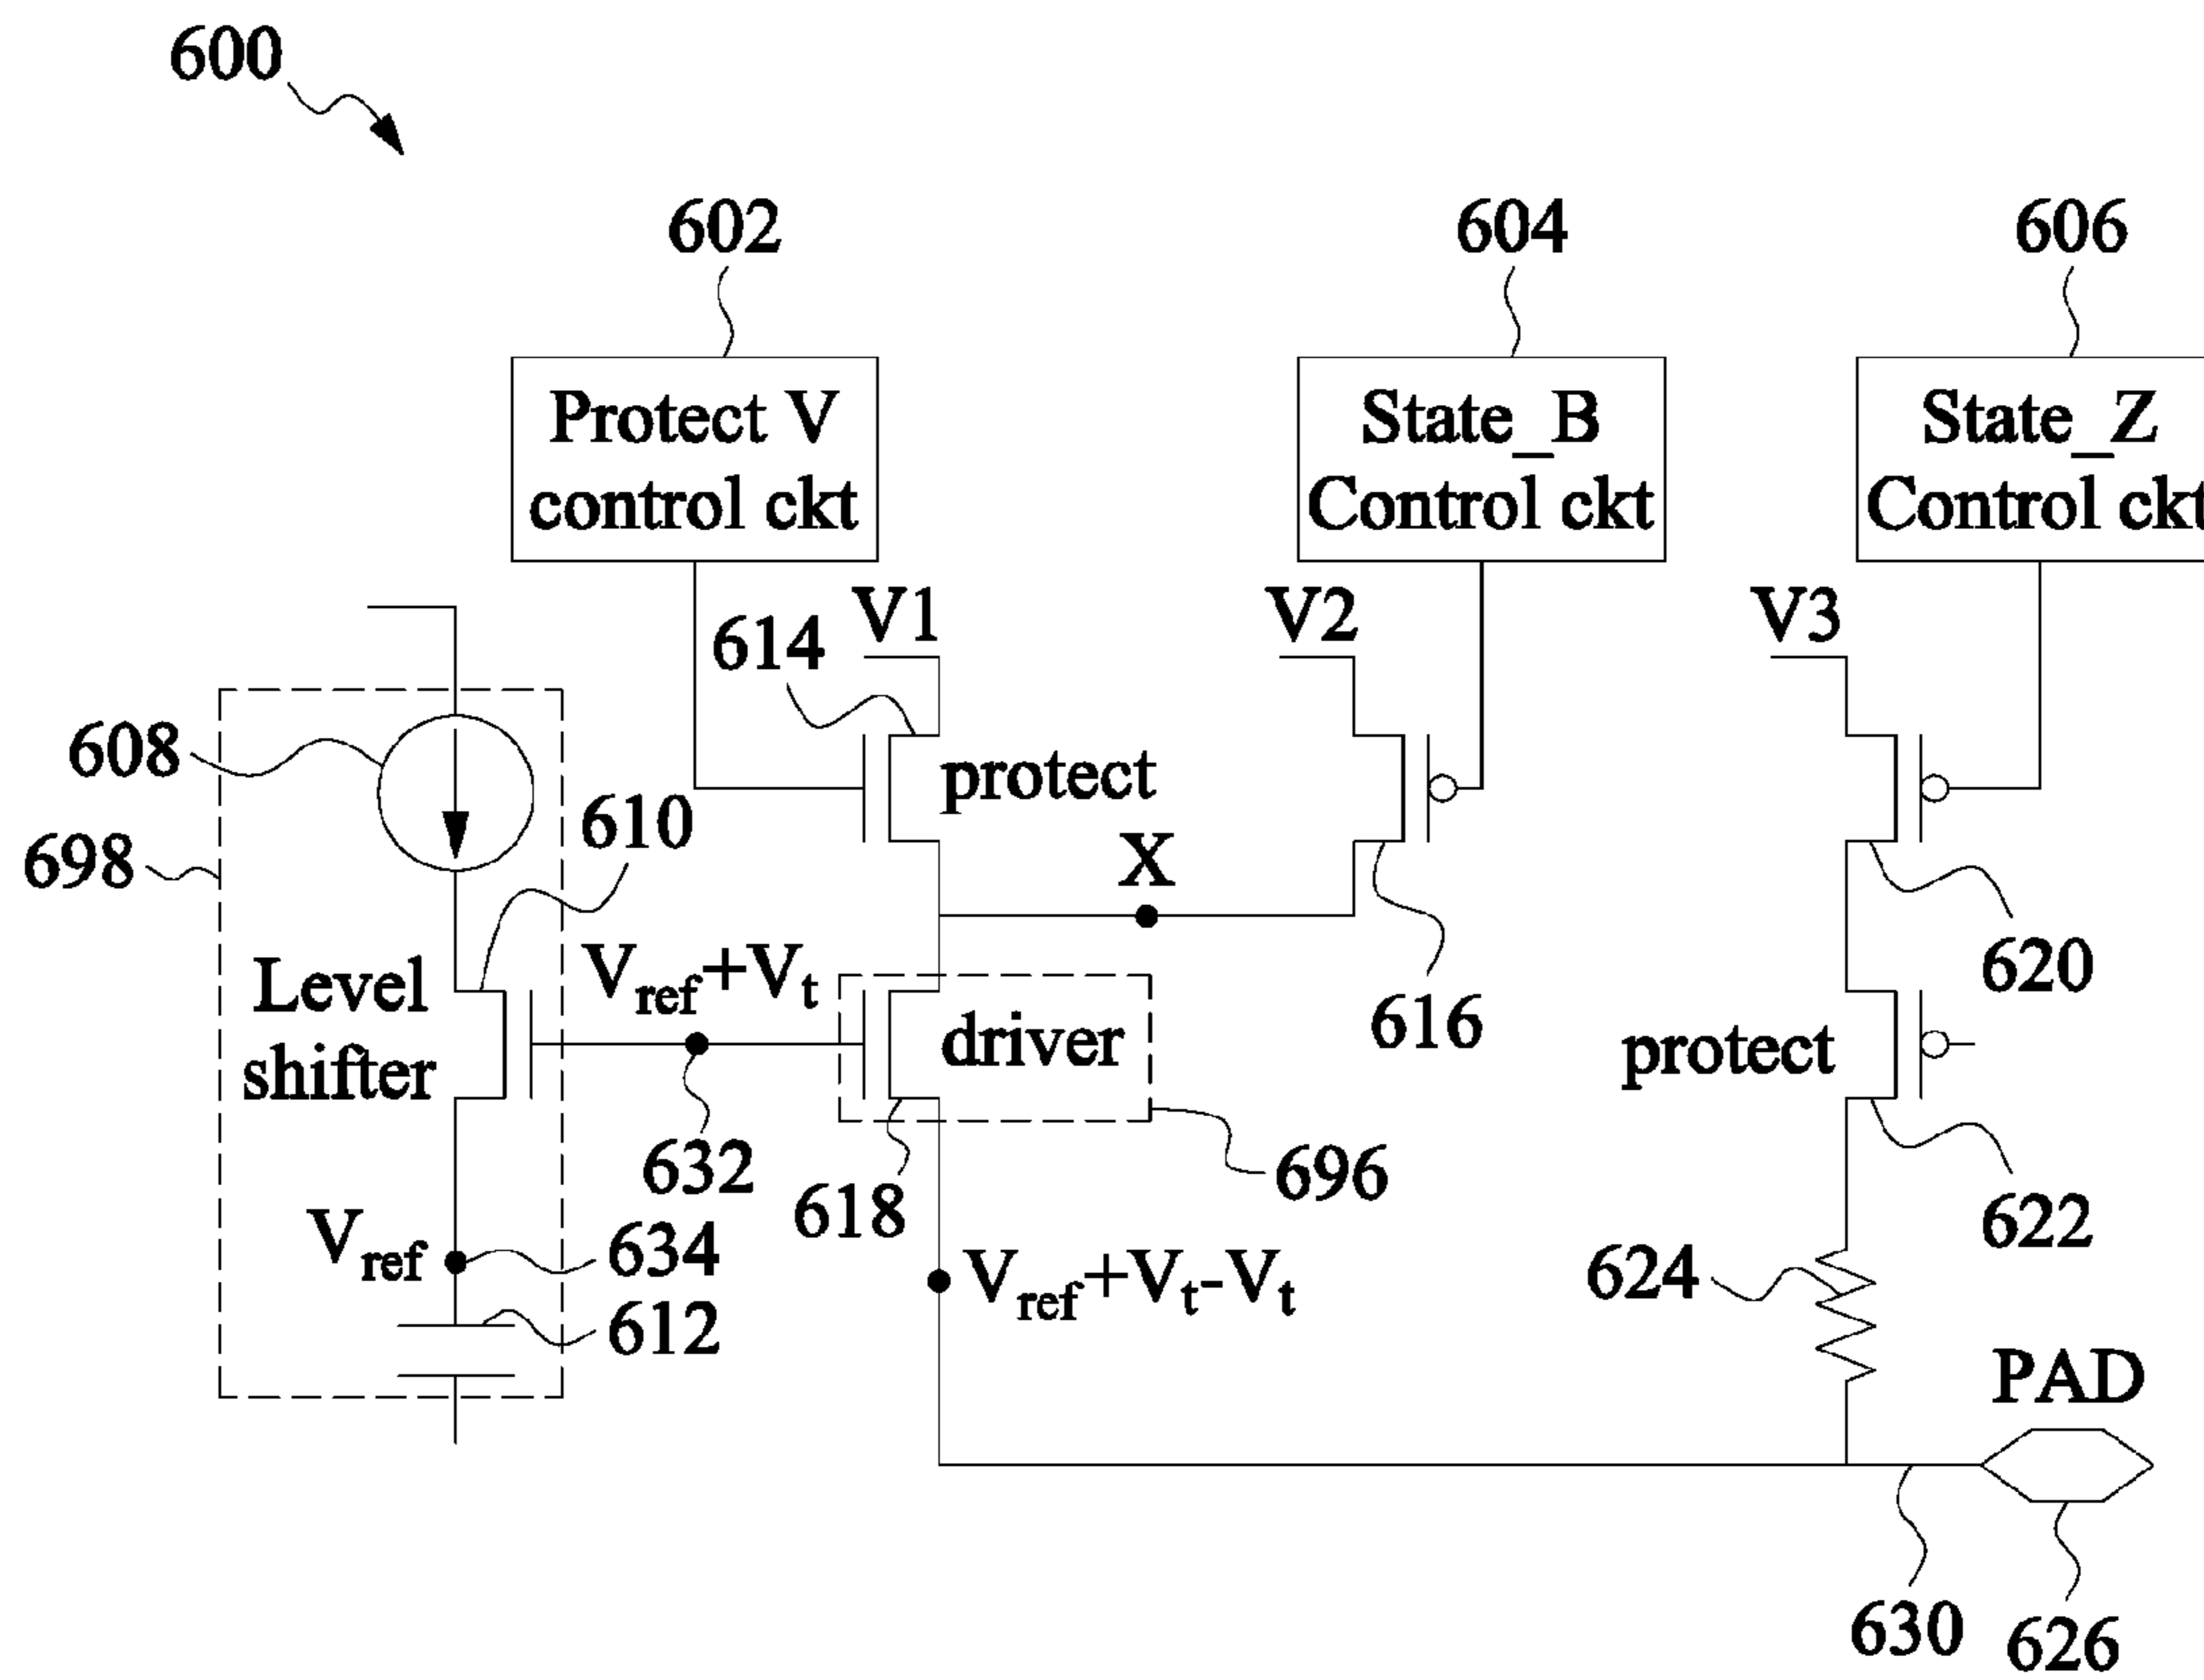 600
602
604
606
Protect V
control ckt
State_B
Control ckt
State_Z
Control ckt
V1
V2
V3
614
608
protect
610
698
X
620
Level
shifter
Vref+Vt
driver
616
protect
632
618
696
622
Vref
634
Vref+Vt-Vt
624
612
PAD
630
626